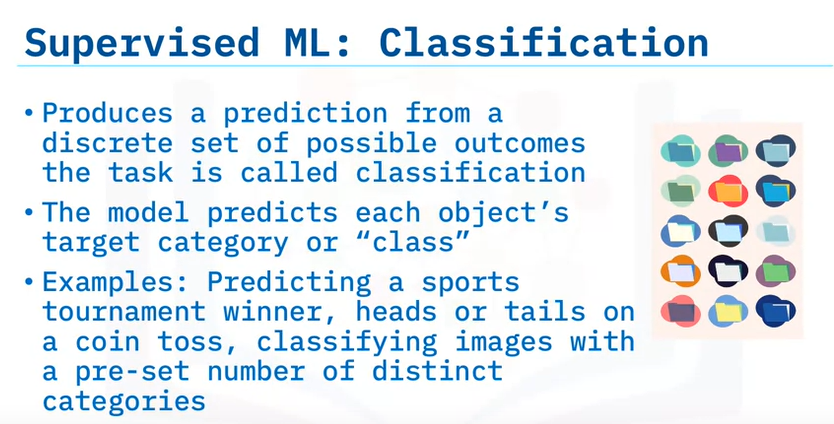 Supervised ML: Classification
• Produces a prediction from a
discrete set of possible outcomes
the task is called classification
• The model predicts each object’s
target category or “class”
• Examples: Predicting a sports
tournament winner, heads or tails on
a coin toss, classifying images with
a pre-set number of distinct
categories